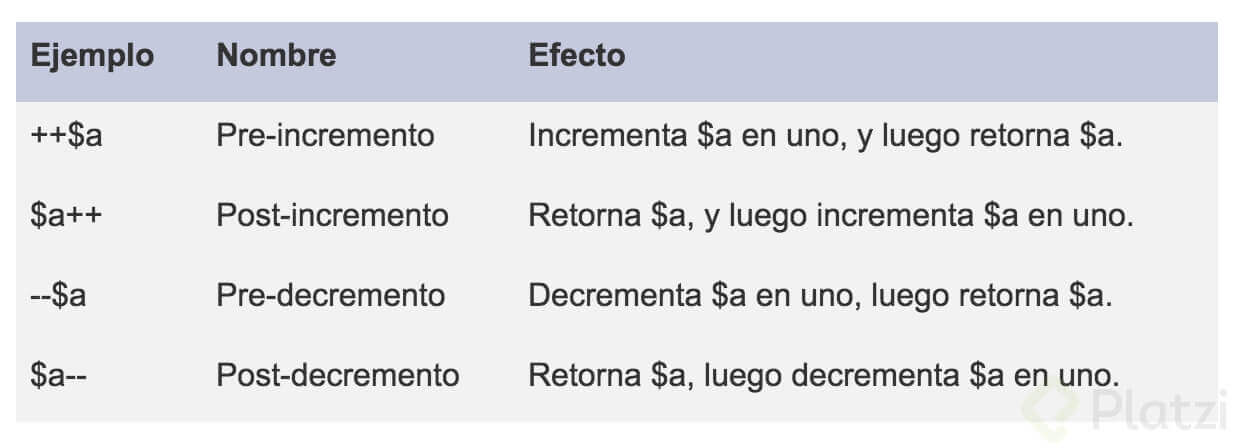 Ejemplo Nombre Efecto
++$a Pre-incremento Incrementa $a en uno, y luego retorna $a.
$a++ Post-incremento Retorna $a, y luego incrementa $a en uno.
--$a Pre-decremento Decrementa $a en uno, luego retorna $a.
$a-- Post-decremento Retorna $a, luego decrementa $a en uno.
Platzi